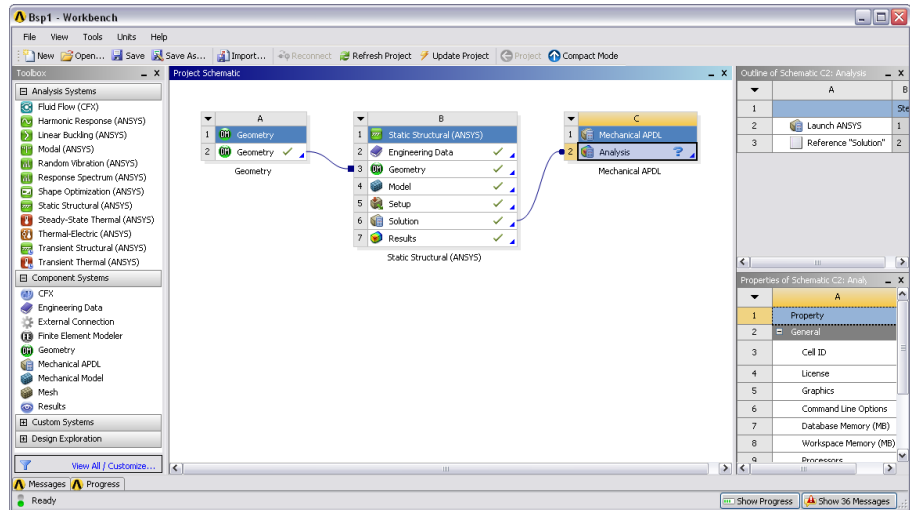 Bsp1 - Workbench
File View Tools Units Help
New Open... Save Save As... Import... Reconnect Refresh Project Update Project Project Compact Mode
Toolbox
Analysis Systems
Fluid Flow (CFX)
Harmonic Response (ANSYS)
Linear Buckling (ANSYS)
Modal (ANSYS)
Random Vibration (ANSYS)
Response Spectrum (ANSYS)
Shape Optimization (ANSYS)
Static Structural (ANSYS)
Steady-State Thermal (ANSYS)
Thermal-Electric (ANSYS)
Transient Structural (ANSYS)
Transient Thermal (ANSYS)
Component Systems
CFX
Engineering Data
External Connection
Finite Element Modeler
Geometry
Mechanical APDL
Mechanical Model
Mesh
Results
Custom Systems
Design Exploration
View All / Customize...
Project Schematic
A
1 Geometry
2 Geometry
Geometry
B
1 Static Structural (ANSYS)
2 Engineering Data
3 Geometry
4 Model
5 Setup
6 Solution
7 Results
Static Structural (ANSYS)
C
1 Mechanical APDL
2 Analysis ?
Mechanical APDL
Outline of Schematic C2: Analysis
A B
1 Ste
2 Launch ANSYS 1
3 Reference "Solution" 2
Properties of Schematic C2: Analy
A
1 Property
2 General
3 Cell ID
4 License
5 Graphics
6 Command Line Options
7 Database Memory (MB)
8 Workspace Memory (MB)
9 Processors
Messages Progress
Ready
Show Progress Show 36 Messages